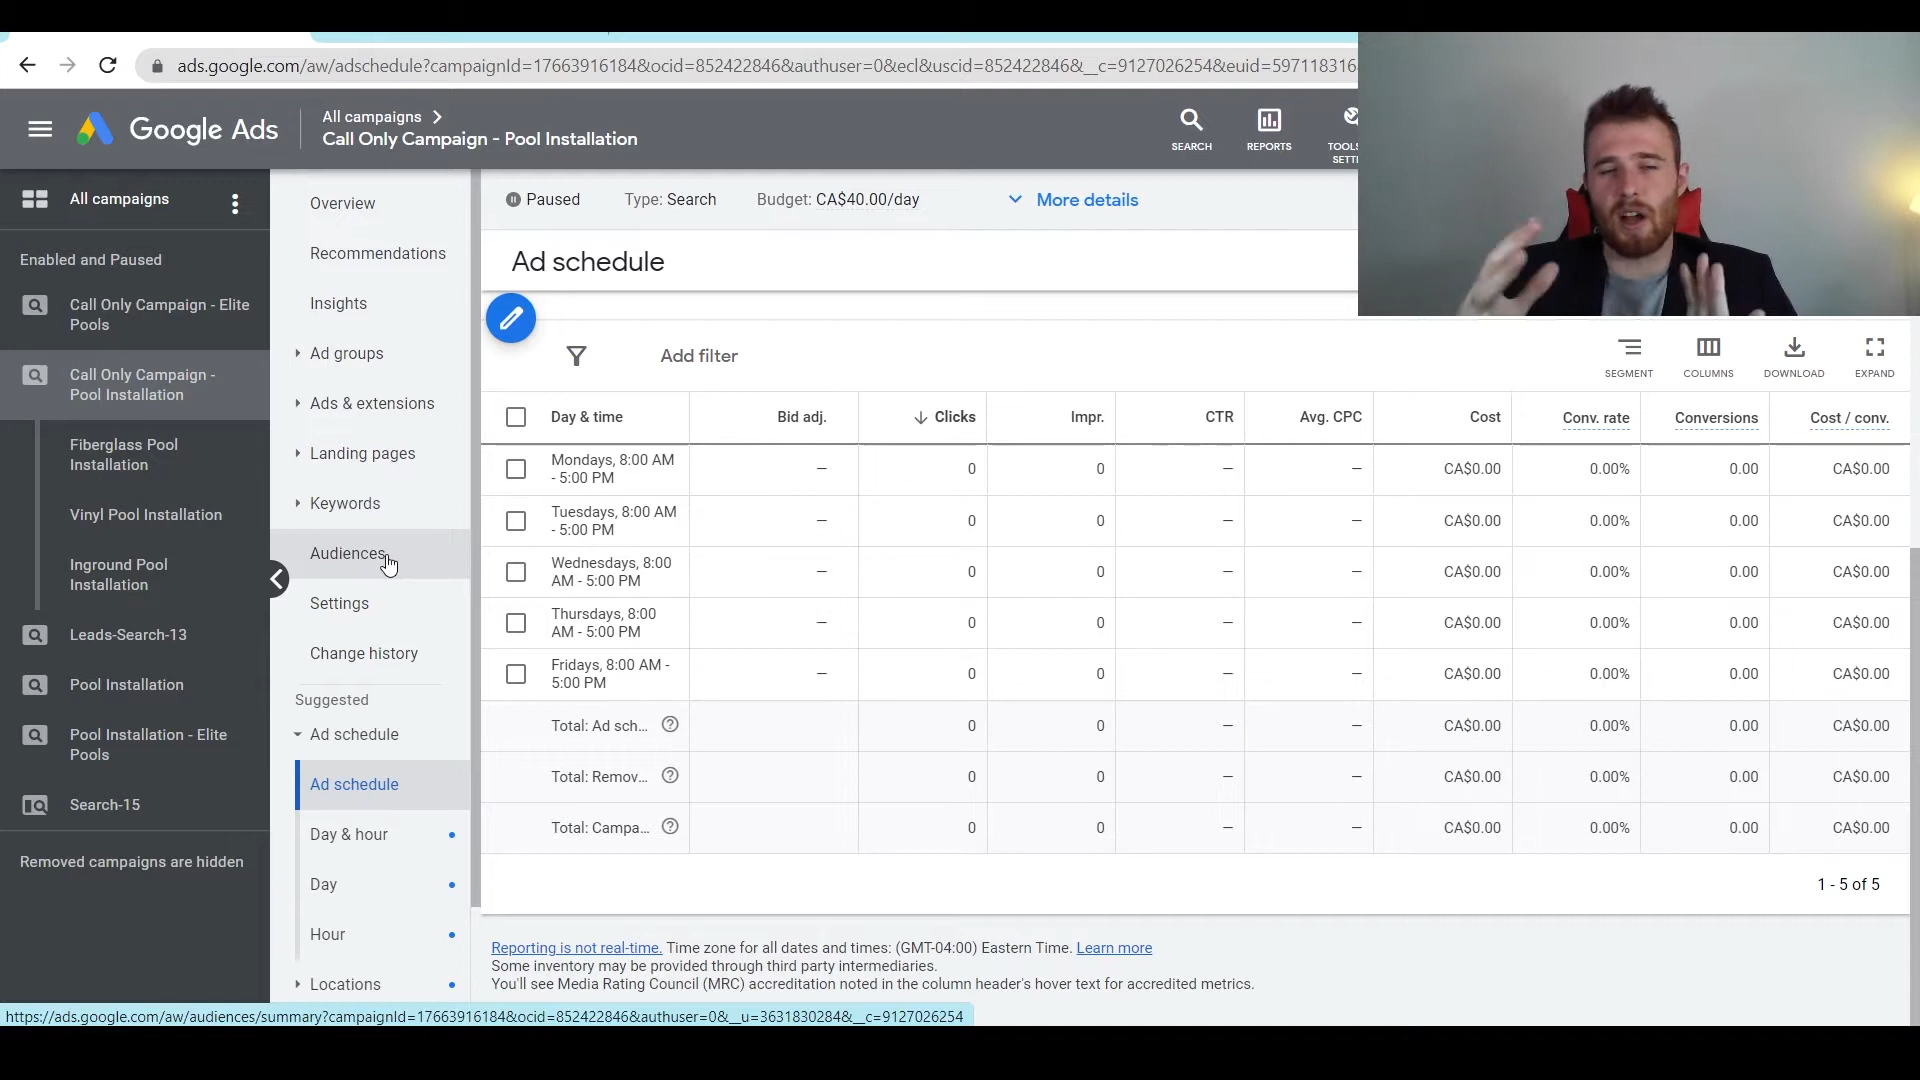 ads.google.com/aw/adschedule?campaignId=17663916184&ocid=852422846&authuser=0&ecl&uscid=852422846&__c=9127026254&euid=597118316
Google Ads
All campaigns
Call Only Campaign - Pool Installation
SEARCH
REPORTS
TOOLS
SETTI
All campaigns
Enabled and Paused
Call Only Campaign - Elite
Pools
Call Only Campaign -
Pool Installation
Fiberglass Pool
Installation
Vinyl Pool Installation
Inground Pool
Installation
Leads-Search-13
Pool Installation
Pool Installation - Elite
Pools
Search-15
Removed campaigns are hidden
Overview
Recommendations
Insights
Ad groups
Ads & extensions
Landing pages
Keywords
Audiences
Settings
Change history
Suggested
Ad schedule
Ad schedule
Day & hour
Day
Hour
Locations
Paused Type: Search Budget: CA$40.00/day More details
Ad schedule
Add filter
SEGMENT COLUMNS DOWNLOAD EXPAND
Day & time Bid adj. Clicks Impr. CTR Avg. CPC Cost Conv. rate Conversions Cost / conv.
Mondays, 8:00 AM
- 5:00 PM — 0 0 — — CA$0.00 0.00% 0.00 CA$0.00
Tuesdays, 8:00 AM
- 5:00 PM — 0 0 — — CA$0.00 0.00% 0.00 CA$0.00
Wednesdays, 8:00
AM - 5:00 PM — 0 0 — — CA$0.00 0.00% 0.00 CA$0.00
Thursdays, 8:00
AM - 5:00 PM — 0 0 — — CA$0.00 0.00% 0.00 CA$0.00
Fridays, 8:00 AM -
5:00 PM — 0 0 — — CA$0.00 0.00% 0.00 CA$0.00
Total: Ad sch... 0 0 — — CA$0.00 0.00% 0.00 CA$0.00
Total: Remov... 0 0 — — CA$0.00 0.00% 0.00 CA$0.00
Total: Campa... 0 0 — — CA$0.00 0.00% 0.00 CA$0.00
1 - 5 of 5
Reporting is not real-time. Time zone for all dates and times: (GMT-04:00) Eastern Time. Learn more
Some inventory may be provided through third party intermediaries.
You'll see Media Rating Council (MRC) accreditation noted in the column header's hover text for accredited metrics.
https://ads.google.com/aw/audiences/summary?campaignId=17663916184&ocid=852422846&authuser=0&__u=3631830284&__c=9127026254